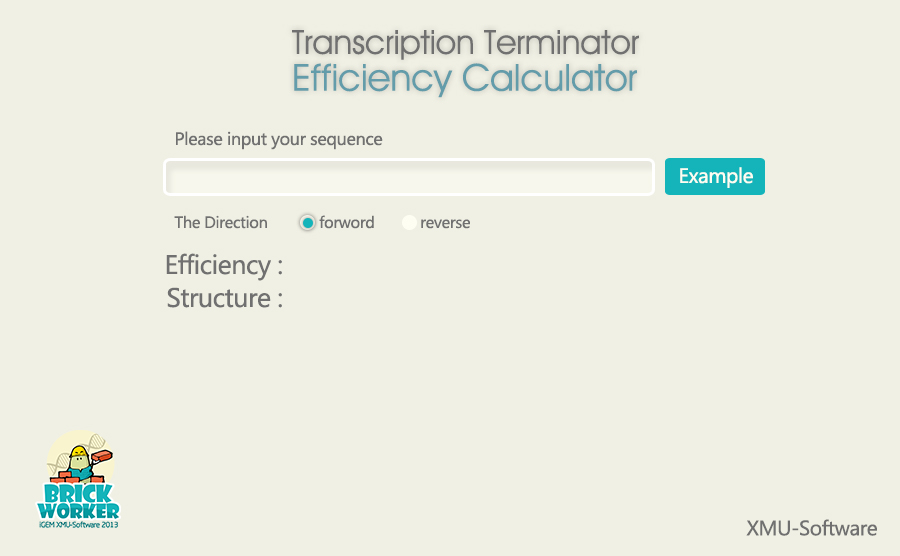 Transcription Terminator
Efficiency Calculator
Please input your sequence
Example
The Direction forword reverse
Efficiency :
Structure :
BRICK
WORKER
iGEM XMU-Software 2013
XMU-Software